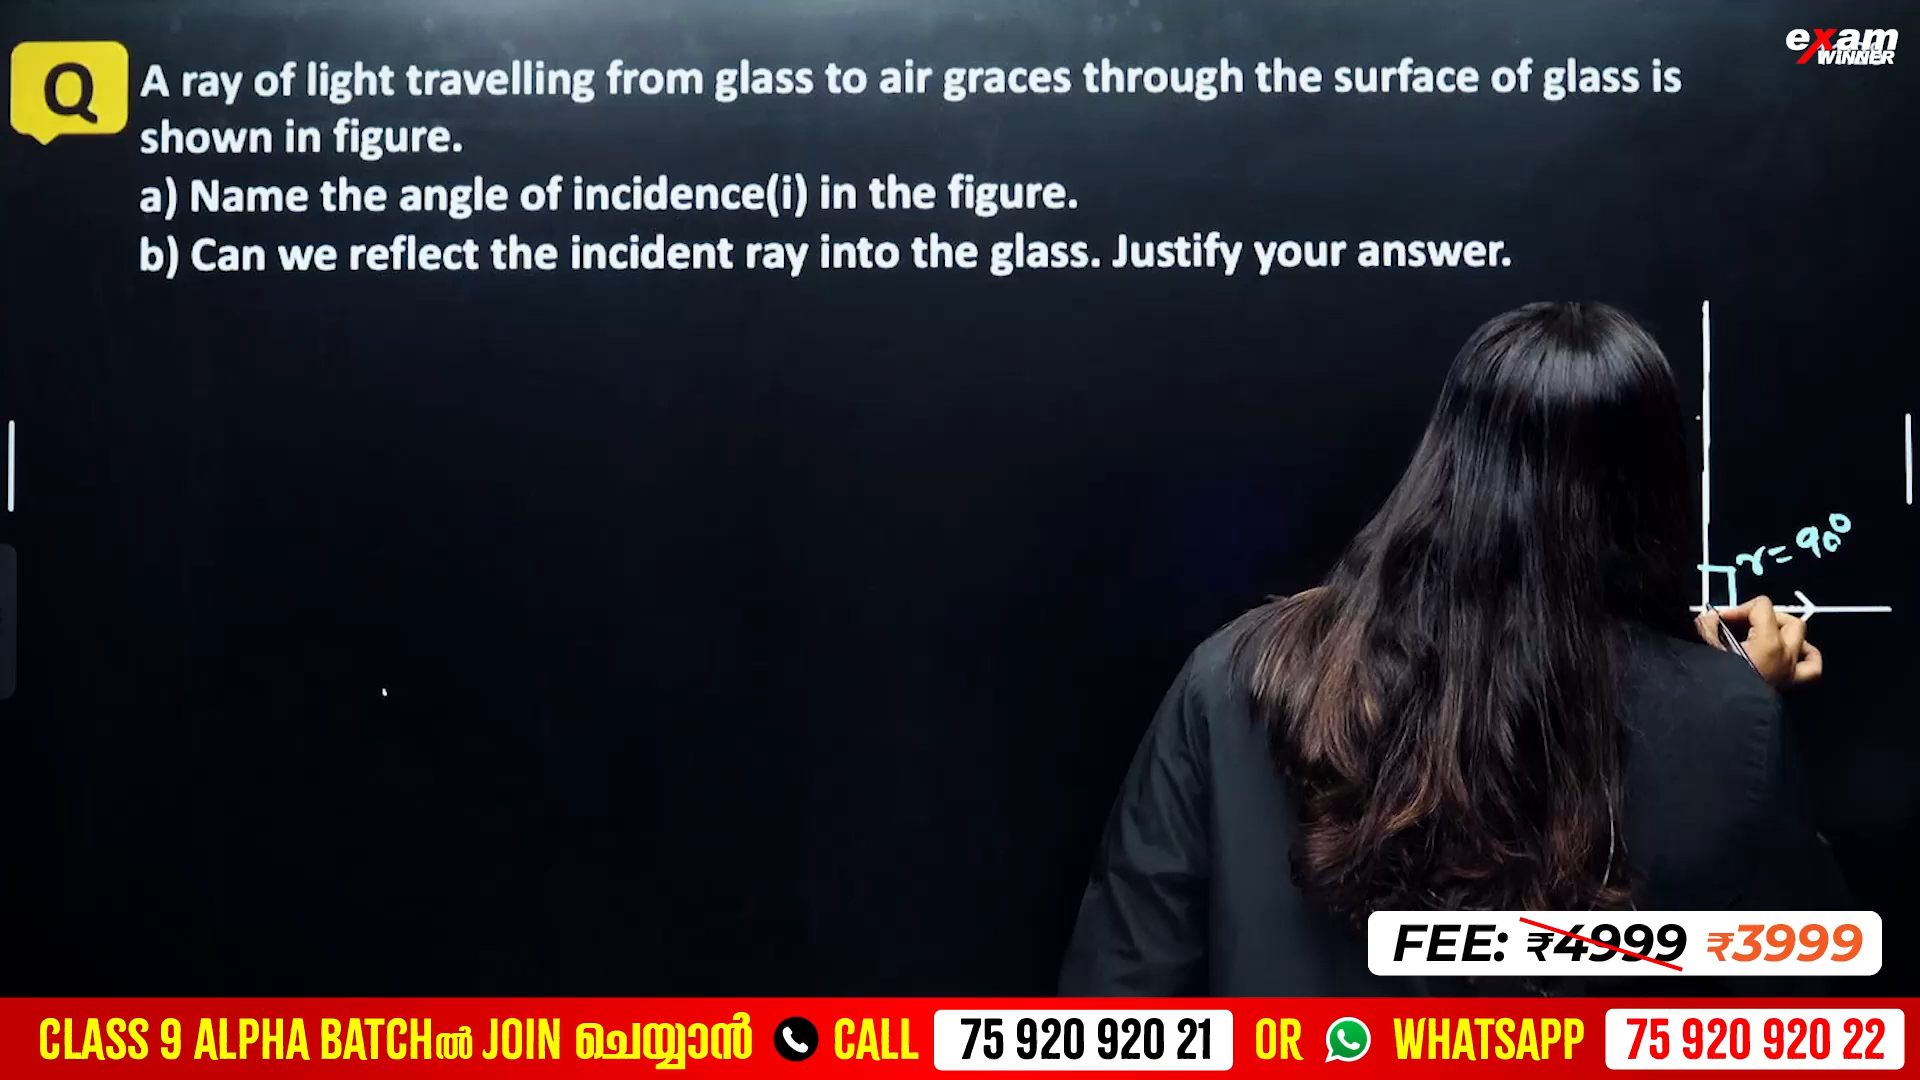 exam
WINNER
Q
A ray of light travelling from glass to air graces through the surface of glass is
shown in figure.
a) Name the angle of incidence(i) in the figure.
b) Can we reflect the incident ray into the glass. Justify your answer.
r=90°
FEE: ₹4999 ₹3999
CLASS 9 ALPHA BATCHൽ JOIN ചെയ്യാൻ CALL 75 920 920 21 OR WHATSAPP 75 920 920 22